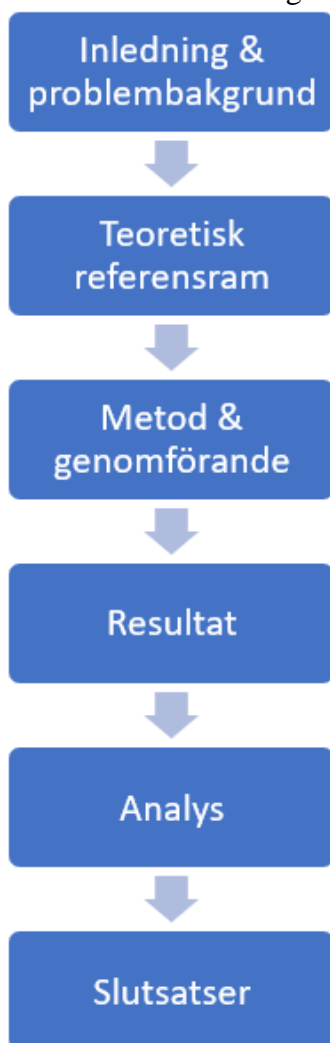 Inledning &
problembakgrund
Teoretisk
referensram
Metod &
genomförande
Resultat
Analys
Slutsatser